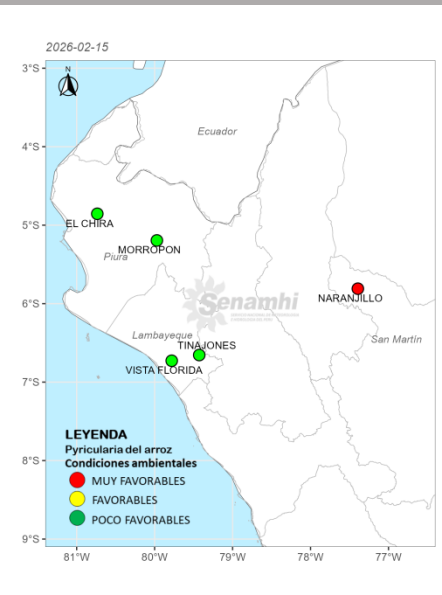 2026-02-15
3°S
N
4°S
Ecuador
5°S
EL CHIRA
MORROPON
Piura
6°S
Senamhi
NARANJILLO
Lambayeque
San Martín
TINAJONES
VISTA FLORIDA
7°S
LEYENDA
Pyricularia del arroz
Condiciones ambientales
8°S
MUY FAVORABLES
FAVORABLES
POCO FAVORABLES
9°S
81°W 80°W 79°W 78°W 77°W